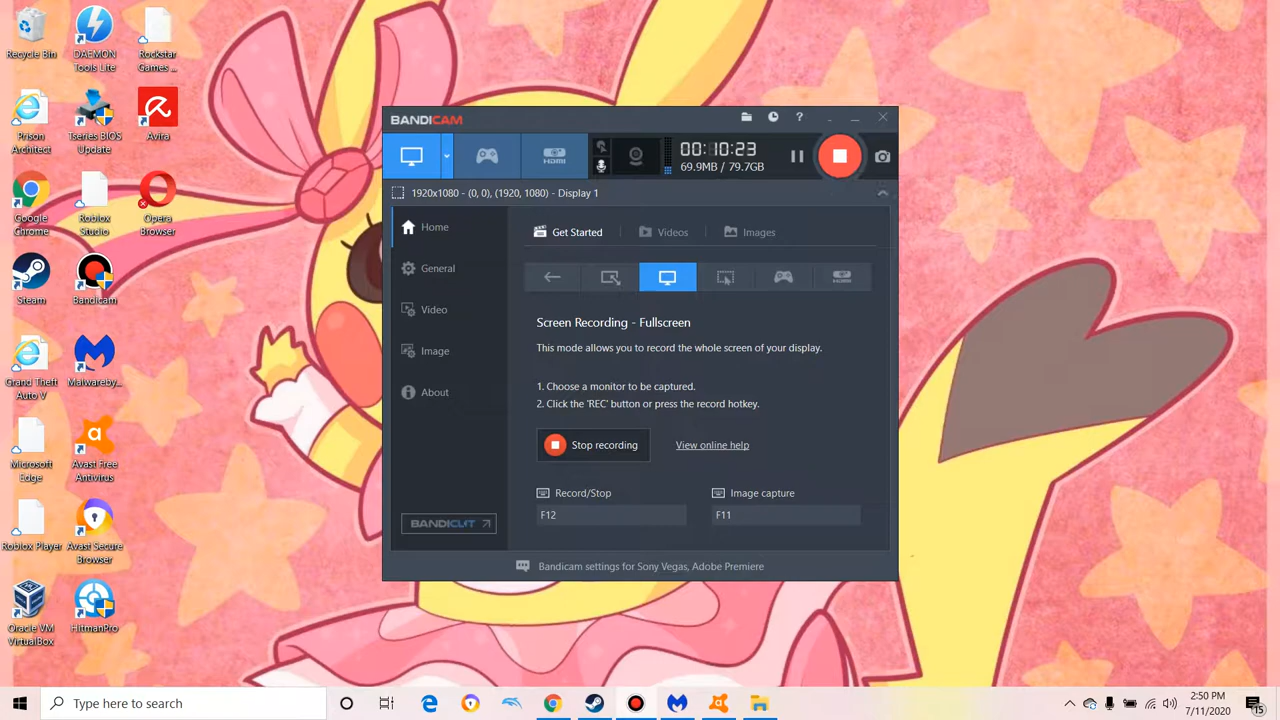 Recycle Bin
DAEMON
Tools Lite
Rockstar
Games ...
Prison
Architect
Tseries BIOS
Update
Avira
Google
Chrome
Roblox
Studio
Opera
Browser
Steam
Bandicam
Grand Theft
Auto V
Malwareby...
Microsoft
Edge
Avast Free
Antivirus
Roblox Player
Avast Secure
Browser
Oracle VM
VirtualBox
HitmanPro
BANDICAM
HDMI
00:10:23
69.9MB / 79.7GB
1920x1080 - (0, 0), (1920, 1080) - Display 1
Home
General
Video
Image
About
BANDICUT
Get Started
Videos
Images
HDMI
Screen Recording - Fullscreen
This mode allows you to record the whole screen of your display.
1. Choose a monitor to be captured.
2. Click the 'REC' button or press the record hotkey.
Stop recording
View online help
Record/Stop
Image capture
F12
F11
Bandicam settings for Sony Vegas, Adobe Premiere
Type here to search
2:50 PM
7/11/2020
15